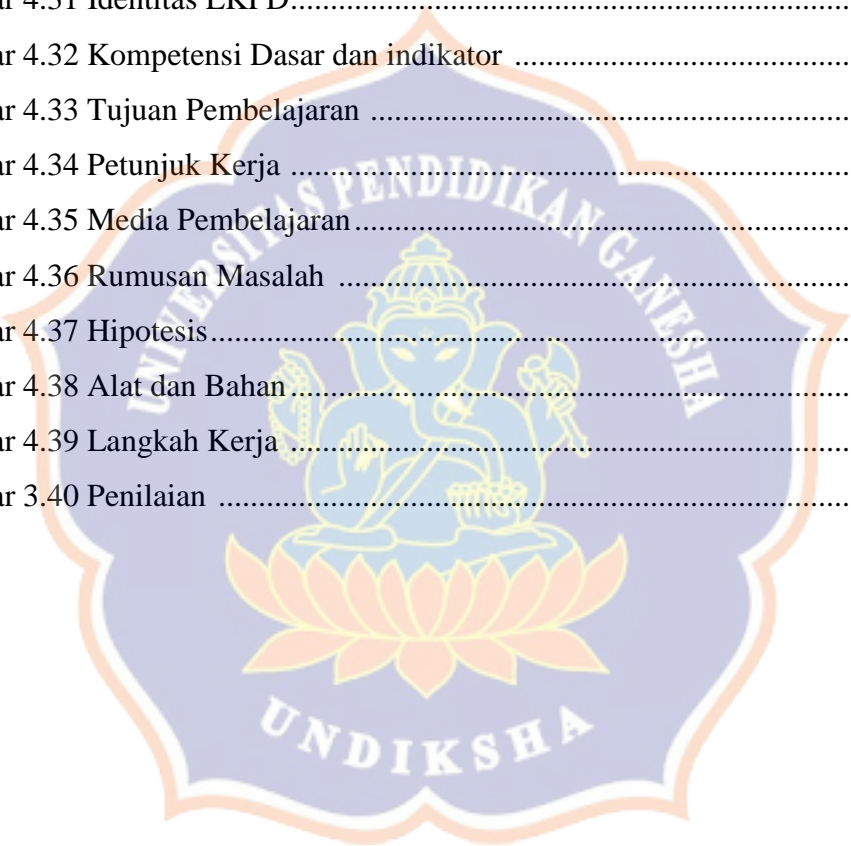 ar 4.31 Identitas LKPD..........................................................................
ar 4.32 Kompetensi Dasar dan indikator ...........................................
ar 4.33 Tujuan Pembelajaran .............................................................
ar 4.34 Petunjuk Kerja .......................................................................
ar 4.35 Media Pembelajaran...............................................................
ar 4.36 Rumusan Masalah .................................................................
ar 4.37 Hipotesis..................................................................................
ar 4.38 Alat dan Bahan.......................................................................
ar 4.39 Langkah Kerja .......................................................................
ar 3.40 Penilaian ................................................................................
UNIVERSITAS PENDIDIKAN GANESHA
UNDIKSHA